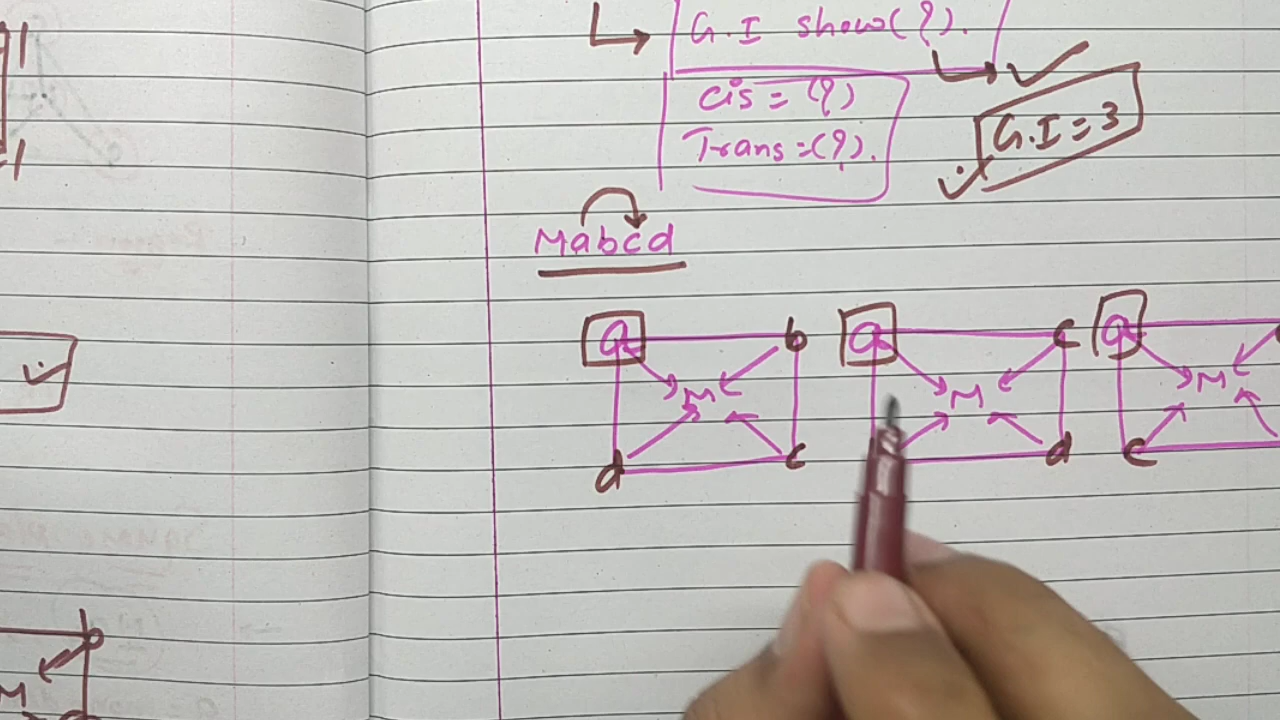 G.I show(?).
cis = (?)
Trans = (?).
G.I = 3
Mabcd
a b a c a
M M M
d c d c
M